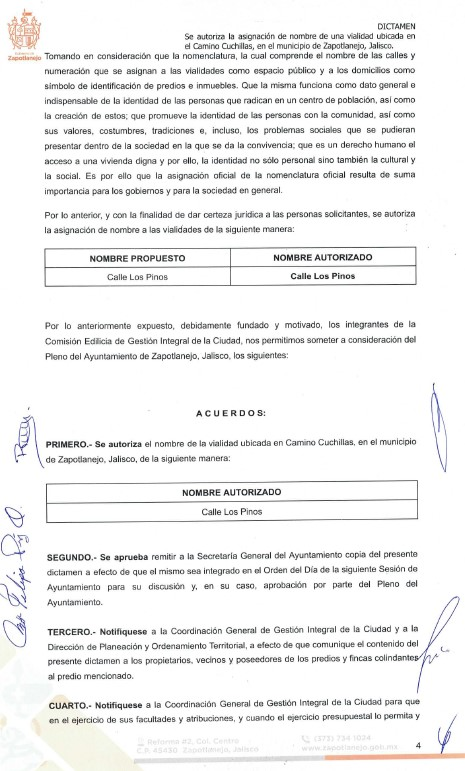 DICTAMEN
Se autoriza la asignación de nombre de una vialidad ubicada en
el Camino Cuchillas, en el municipio de Zapotlanejo, Jalisco.
Zapotlanejo
Tomando en consideración que la nomenclatura, la cual comprende el nombre de las calles y
numeración que se asignan a las vialidades como espacio público y a los domicilios como
símbolo de identificación de predios e inmuebles. Que la misma funciona como dato general e
indispensable de la identidad de las personas que radican en un centro de población, así como
la creación de estos; que promueve la identidad de las personas con la comunidad, así como
sus valores, costumbres, tradiciones e, incluso, los problemas sociales que se pudieran
presentar dentro de la sociedad en la que se da la convivencia; que es un derecho humano el
acceso a una vivienda digna y por ello, la identidad no sólo personal sino también la cultural y
la social. Es por ello que la asignación oficial de la nomenclatura oficial resulta de suma
importancia para los gobiernos y para la sociedad en general.
Por lo anterior, y con la finalidad de dar certeza jurídica a las personas solicitantes, se autoriza
la asignación de nombre a las vialidades de la siguiente manera:
NOMBRE PROPUESTO NOMBRE AUTORIZADO
Calle Los Pinos Calle Los Pinos
Por lo anteriormente expuesto, debidamente fundado y motivado, los integrantes de la
Comisión Edilicia de Gestión Integral de la Ciudad, nos permitimos someter a consideración del
Pleno del Ayuntamiento de Zapotlanejo, Jalisco, los siguientes:
A C U E R D O S:
PRIMERO.- Se autoriza el nombre de la vialidad ubicada en Camino Cuchillas, en el municipio
de Zapotlanejo, Jalisco, de la siguiente manera:
NOMBRE AUTORIZADO
Calle Los Pinos
SEGUNDO.- Se aprueba remitir a la Secretaría General del Ayuntamiento copia del presente
dictamen a efecto de que el mismo sea integrado en el Orden del Día de la siguiente Sesión de
Ayuntamiento para su discusión y, en su caso, aprobación por parte del Pleno del
Ayuntamiento.
TERCERO.- Notifíquese a la Coordinación General de Gestión Integral de la Ciudad y a la
Dirección de Planeación y Ordenamiento Territorial, a efecto de que comunique el contenido del
presente dictamen a los propietarios, vecinos y poseedores de los predios y fincas colindantes
al predio mencionado.
CUARTO.- Notifíquese a la Coordinación General de Gestión Integral de la Ciudad para que
en el ejercicio de sus facultades y atribuciones, y cuando el ejercicio presupuestal lo permita y
Reforma #2, Col. Centro
C.P. 45430 Zapotlanejo, Jalisco
(373) 734 1034
www.zapotlanejo.gob.mx
4